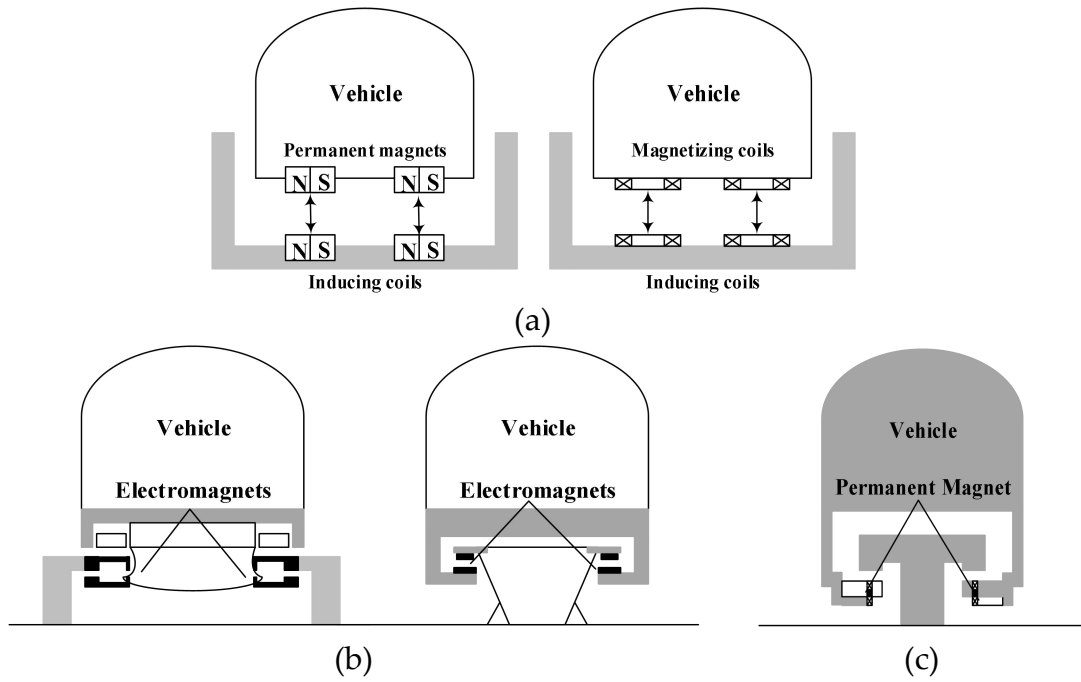 Vehicle
Permanent magnets
N S
N S
N S
N S
Inducing coils
Vehicle
Magnetizing coils
Inducing coils
(a)
Vehicle
Electromagnets
Vehicle
Electromagnets
(b)
Vehicle
Permanent Magnet
(c)